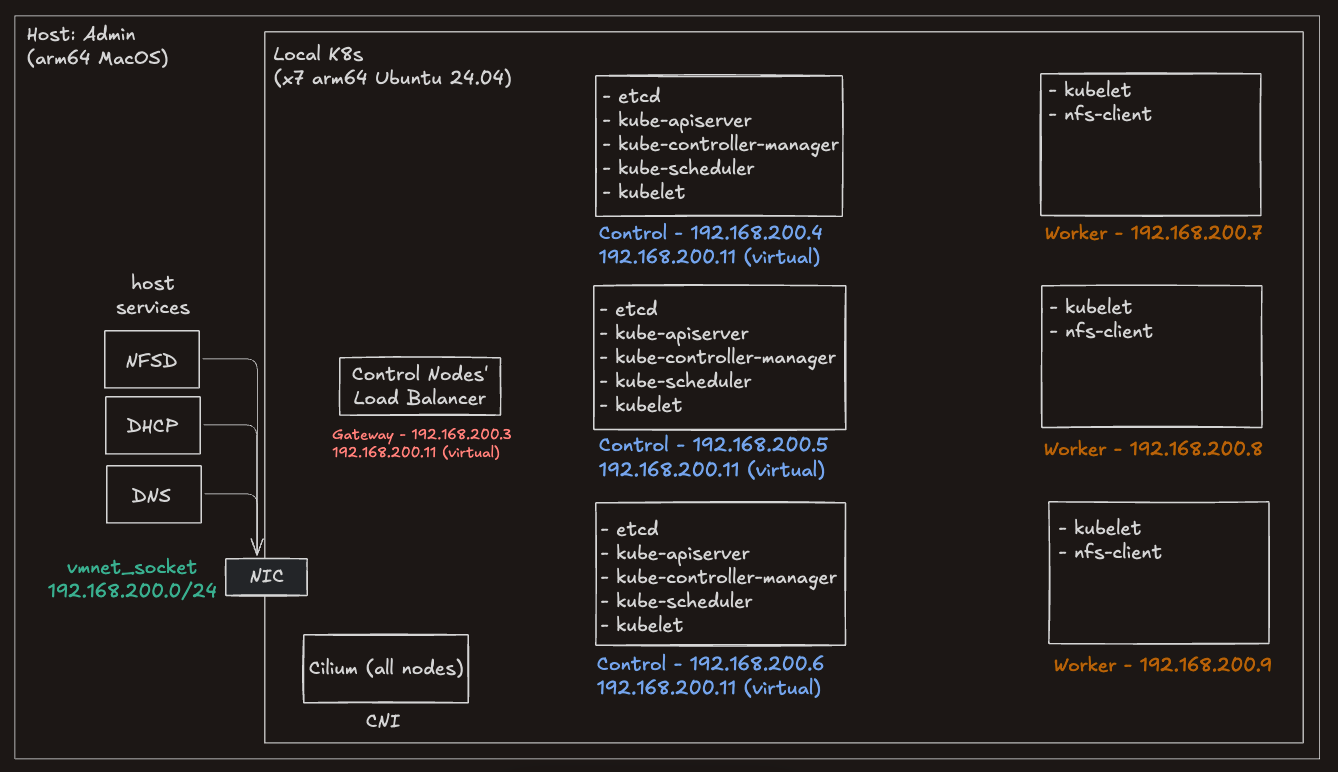 Host: Admin
(arm64 MacOS)
Local K8s
(x7 arm64 Ubuntu 24.04)
host
services
NFSD
DHCP
DNS
vmnet_socket
192.168.200.0/24
NIC
Control Nodes'
Load Balancer
Gateway - 192.168.200.3
192.168.200.11 (virtual)
Cilium (all nodes)
CNI
- etcd
- kube-apiserver
- kube-controller-manager
- kube-scheduler
- kubelet
Control - 192.168.200.4
192.168.200.11 (virtual)
- etcd
- kube-apiserver
- kube-controller-manager
- kube-scheduler
- kubelet
Control - 192.168.200.5
192.168.200.11 (virtual)
- etcd
- kube-apiserver
- kube-controller-manager
- kube-scheduler
- kubelet
Control - 192.168.200.6
192.168.200.11 (virtual)
- kubelet
- nfs-client
Worker - 192.168.200.7
- kubelet
- nfs-client
Worker - 192.168.200.8
- kubelet
- nfs-client
Worker - 192.168.200.9